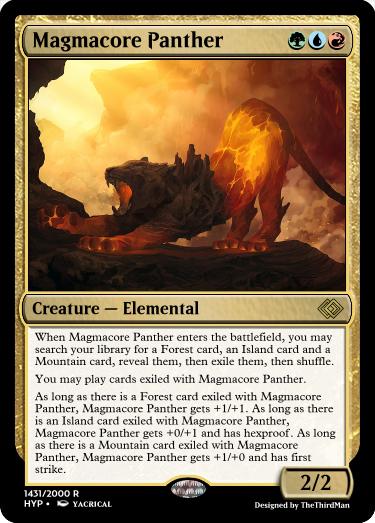 Magmacore Panther
Creature — Elemental
When Magmacore Panther enters the battlefield, you may
search your library for a Forest card, an Island card and a
Mountain card, reveal them, then exile them, then shuffle.
You may play cards exiled with Magmacore Panther.
As long as there is a Forest card exiled with Magmacore
Panther, Magmacore Panther gets +1/+1. As long as there
is an Island card exiled with Magmacore Panther,
Magmacore Panther gets +0/+1 and has hexproof. As long
as there is a Mountain card exiled with Magmacore
Panther, Magmacore Panther gets +1/+0 and has first
strike.
2/2
1431/2000 R
HYP • YACRICAL
Designed by TheThirdMan